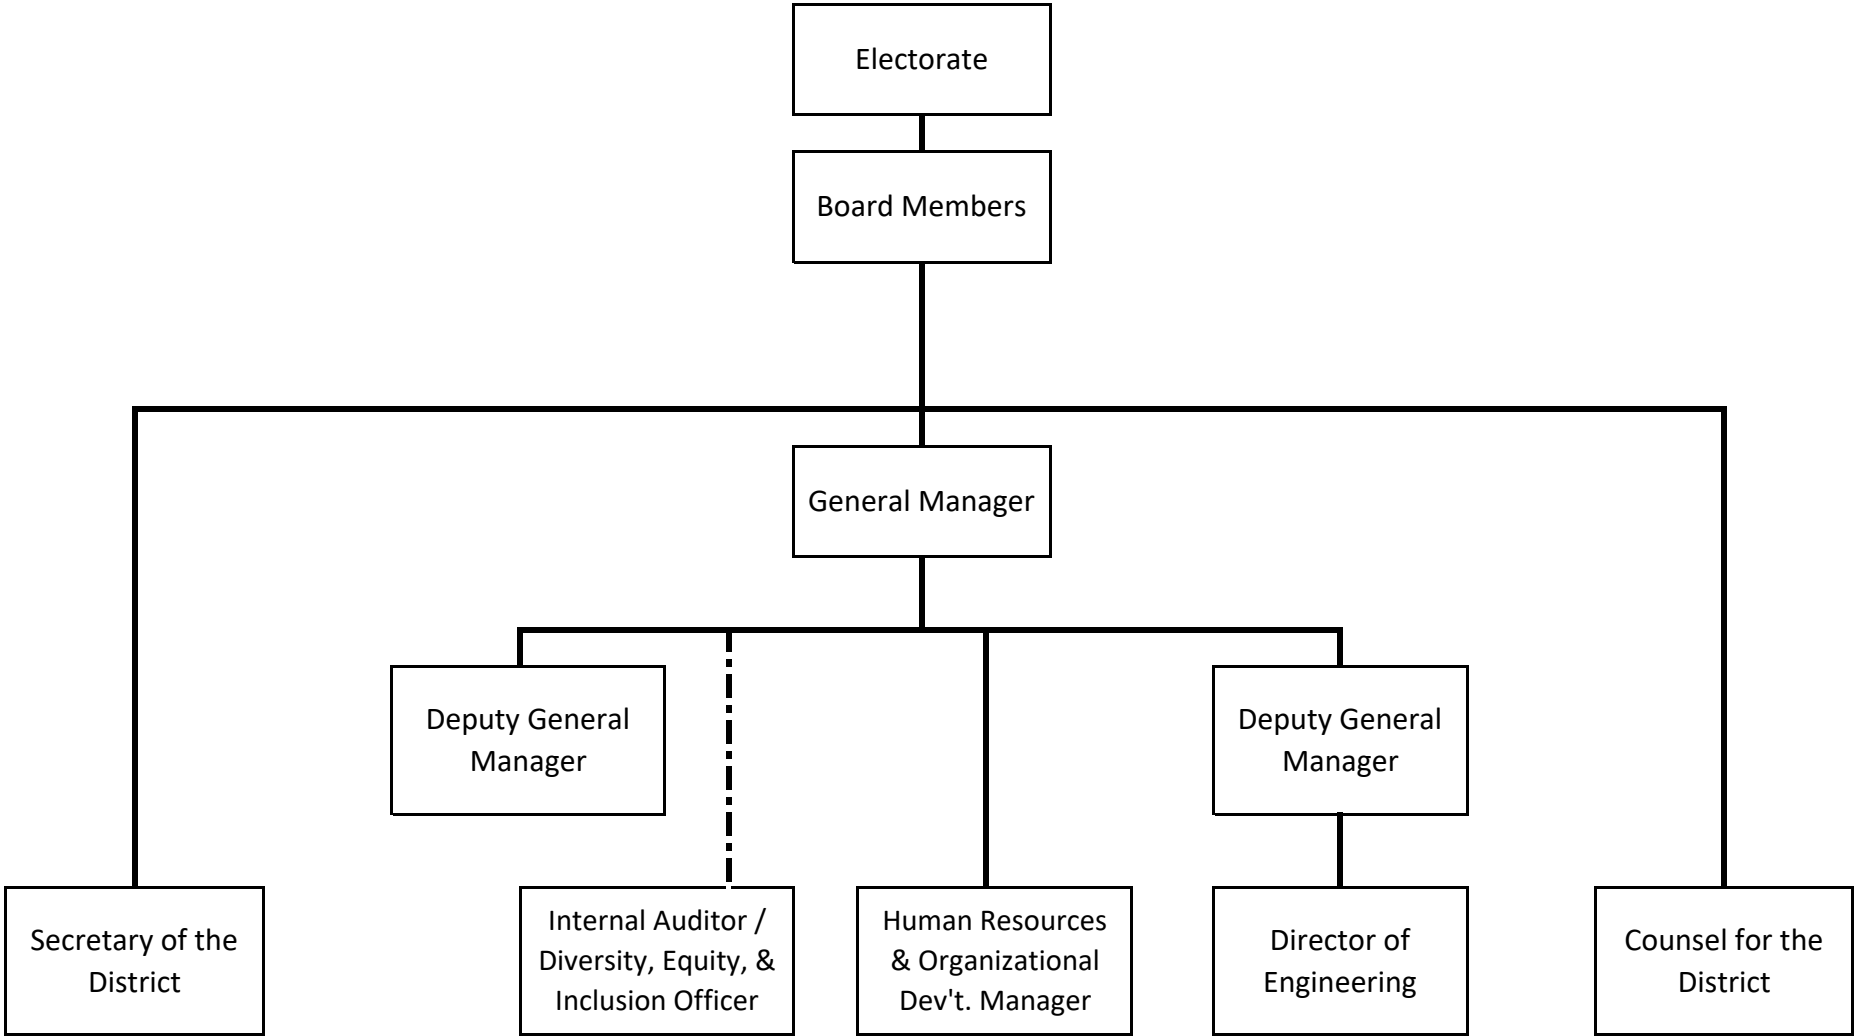 Electorate
Board Members
General Manager
Deputy General
Manager
Deputy General
Manager
Secretary of the
District
Internal Auditor /
Diversity, Equity, &
Inclusion Officer
Human Resources
& Organizational
Dev't. Manager
Director of
Engineering
Counsel for the
District